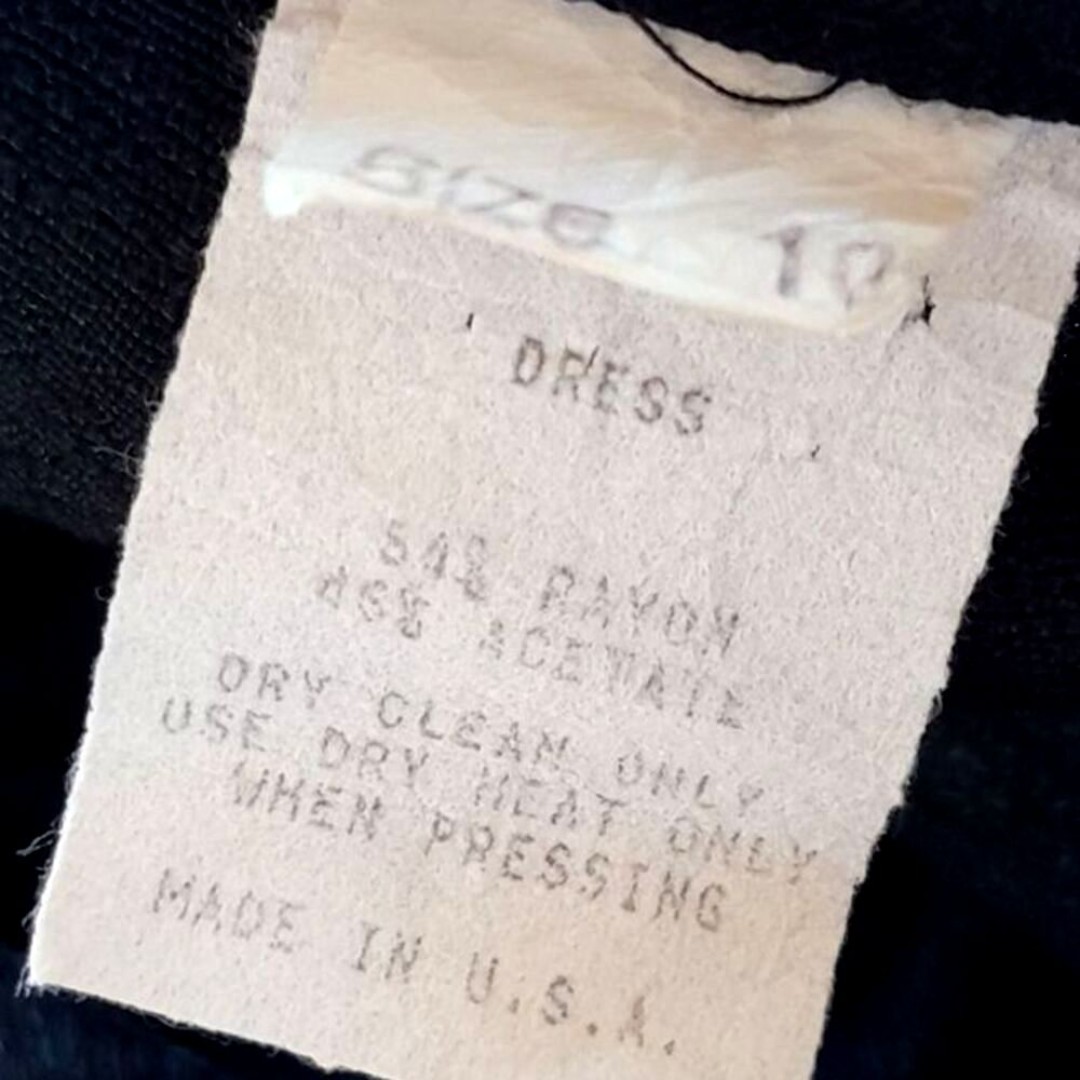 SIZE
DRESS
54% RAYON
46% ACETATE
DRY CLEAN ONLY
USE DRY HEAT ONLY
WHEN PRESSING
MADE IN U.S.A.